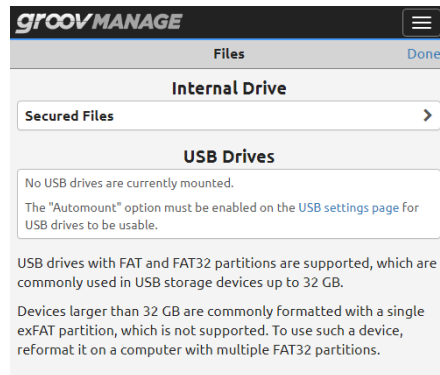 groov MANAGE
Files
Done
Internal Drive
Secured Files
USB Drives
No USB drives are currently mounted.
The "Automount" option must be enabled on the USB settings page for
USB drives to be usable.
USB drives with FAT and FAT32 partitions are supported, which are
commonly used in USB storage devices up to 32 GB.
Devices larger than 32 GB are commonly formatted with a single
exFAT partition, which is not supported. To use such a device,
reformat it on a computer with multiple FAT32 partitions.